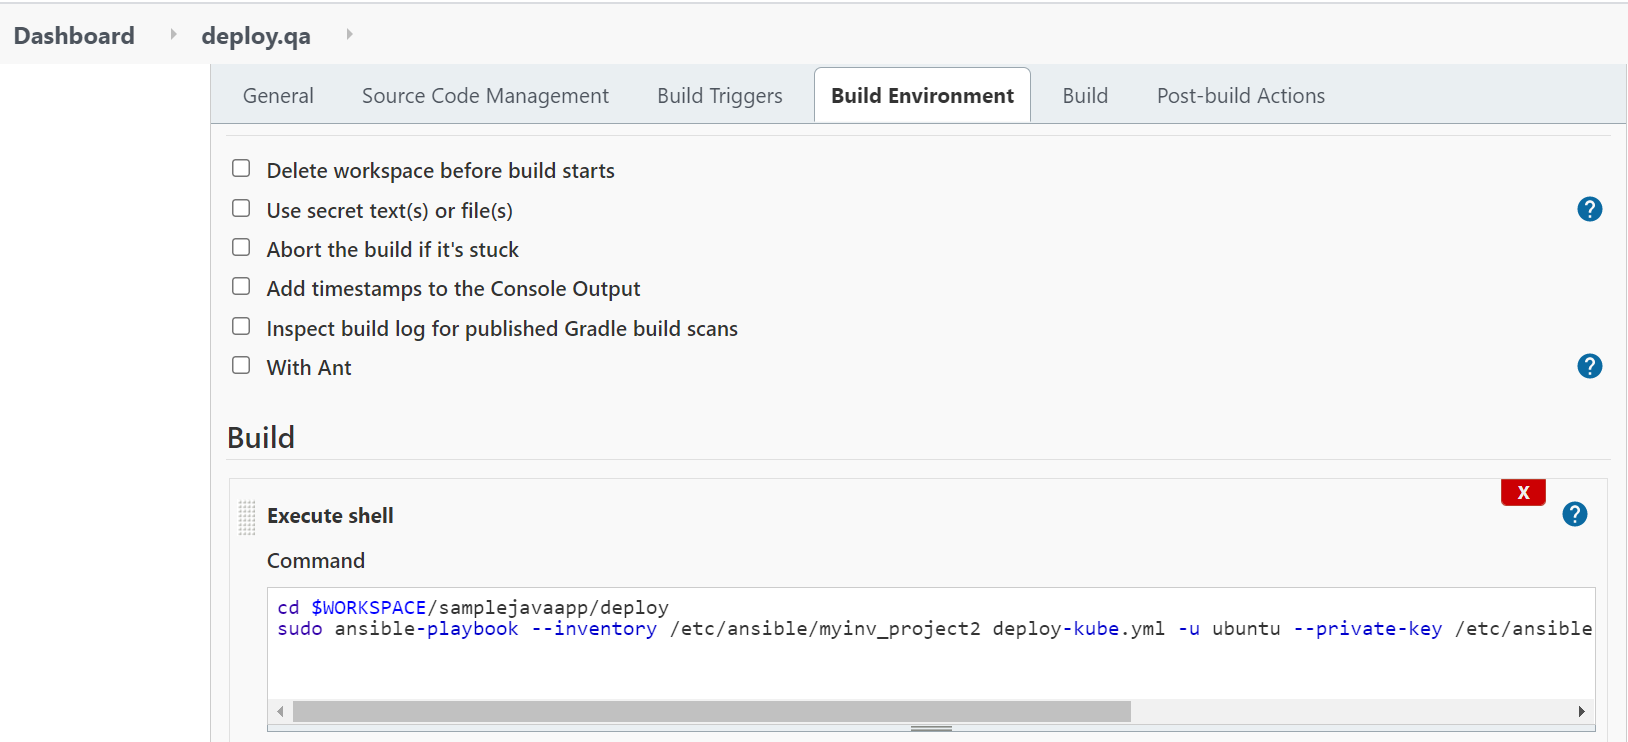 Dashboard deploy.qa
General Source Code Management Build Triggers Build Environment Build Post-build Actions
Delete workspace before build starts
Use secret text(s) or file(s) ?
Abort the build if it's stuck
Add timestamps to the Console Output
Inspect build log for published Gradle build scans
With Ant ?
Build
X
Execute shell ?
Command
cd $WORKSPACE/samplejavaapp/deploy
sudo ansible-playbook --inventory /etc/ansible/myinv_project2 deploy-kube.yml -u ubuntu --private-key /etc/ansible